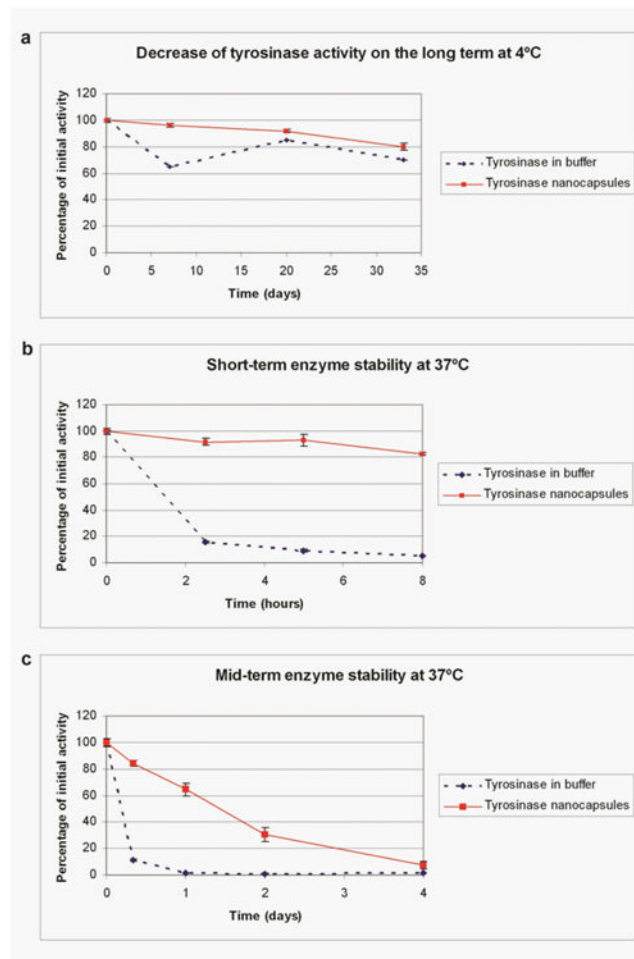 a
Decrease of tyrosinase activity on the long term at 4ºC
Percentage of initial activity
120
100
80
60
40
20
0
0 5 10 15 20 25 30 35
Time (days)
Tyrosinase in buffer
Tyrosinase nanocapsules
b
Short-term enzyme stability at 37ºC
Percentage of initial activity
120
100
80
60
40
20
0
0 2 4 6 8
Time (hours)
Tyrosinase in buffer
Tyrosinase nanocapsules
c
Mid-term enzyme stability at 37ºC
Percentage of initial activity
120
100
80
60
40
20
0
0 1 2 3 4
Time (days)
Tyrosinase in buffer
Tyrosinase nanocapsules